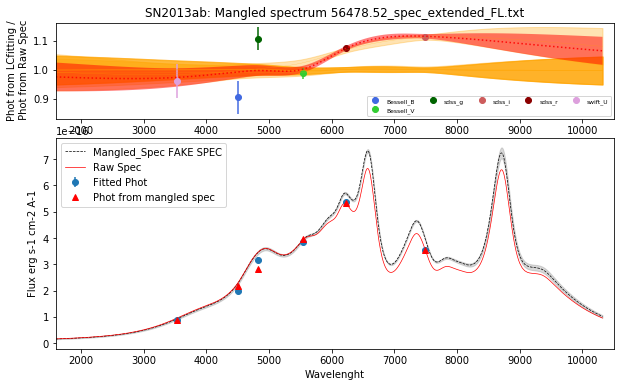 SN2013ab: Mangled spectrum 56478.52_spec_extended_FL.txt
Phot from LCfitting /
Phot from Raw Spec
1.1
1.0
0.9
Bessell_B
Bessell_V
sdss_g
sdss_i
sdss_r
swift_U
2000 3000 4000 5000 6000 7000 8000 9000 10000
Flux erg s-1 cm-2 A-1
7
6
5
4
3
2
1
0
Mangled_Spec FAKE SPEC
Raw Spec
Fitted Phot
Phot from mangled spec
2000 3000 4000 5000 6000 7000 8000 9000 10000
Wavelenght